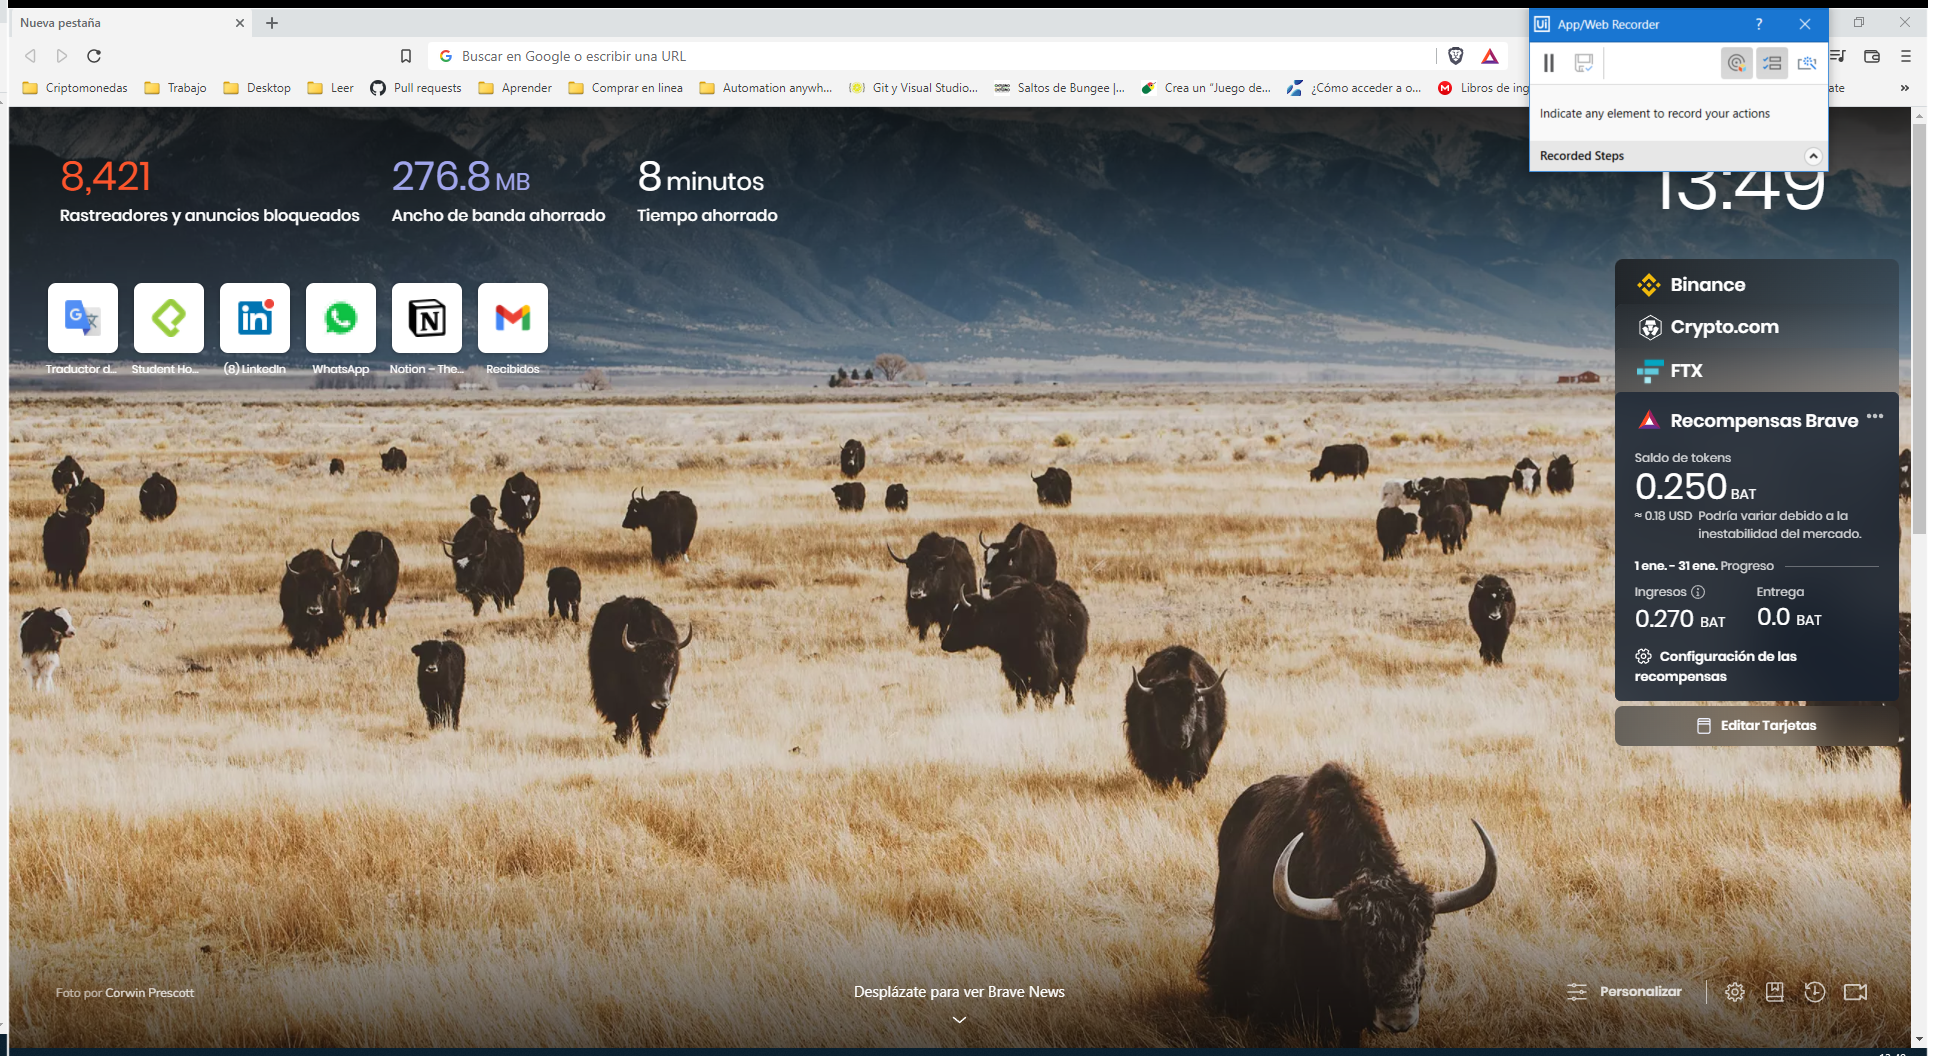 Nueva pestaña
App/Web Recorder
?
Buscar en Google o escribir una URL
Criptomonedas
Trabajo
Desktop
Leer
Pull requests
Aprender
Comprar en linea
Automation anywh...
Git y Visual Studio...
Saltos de Bungee |...
Crea un "Juego de...
¿Cómo acceder a o...
Libros de ing
ate
»
Indicate any element to record your actions
Recorded Steps
8,421
Rastreadores y anuncios bloqueados
276.8 MB
Ancho de banda ahorrado
8 minutos
Tiempo ahorrado
13:49
Traductor d...
Student Ho...
(8) LinkedIn
WhatsApp
Notion – The...
Recibidos
Binance
Crypto.com
FTX
Recompensas Brave
Saldo de tokens
0.250 BAT
≈ 0.18 USD Podría variar debido a la
inestabilidad del mercado.
1 ene. - 31 ene. Progreso
Ingresos
Entrega
0.270 BAT
0.0 BAT
Configuración de las
recompensas
Editar Tarjetas
Foto por Corwin Prescott
Desplázate para ver Brave News
Personalizar